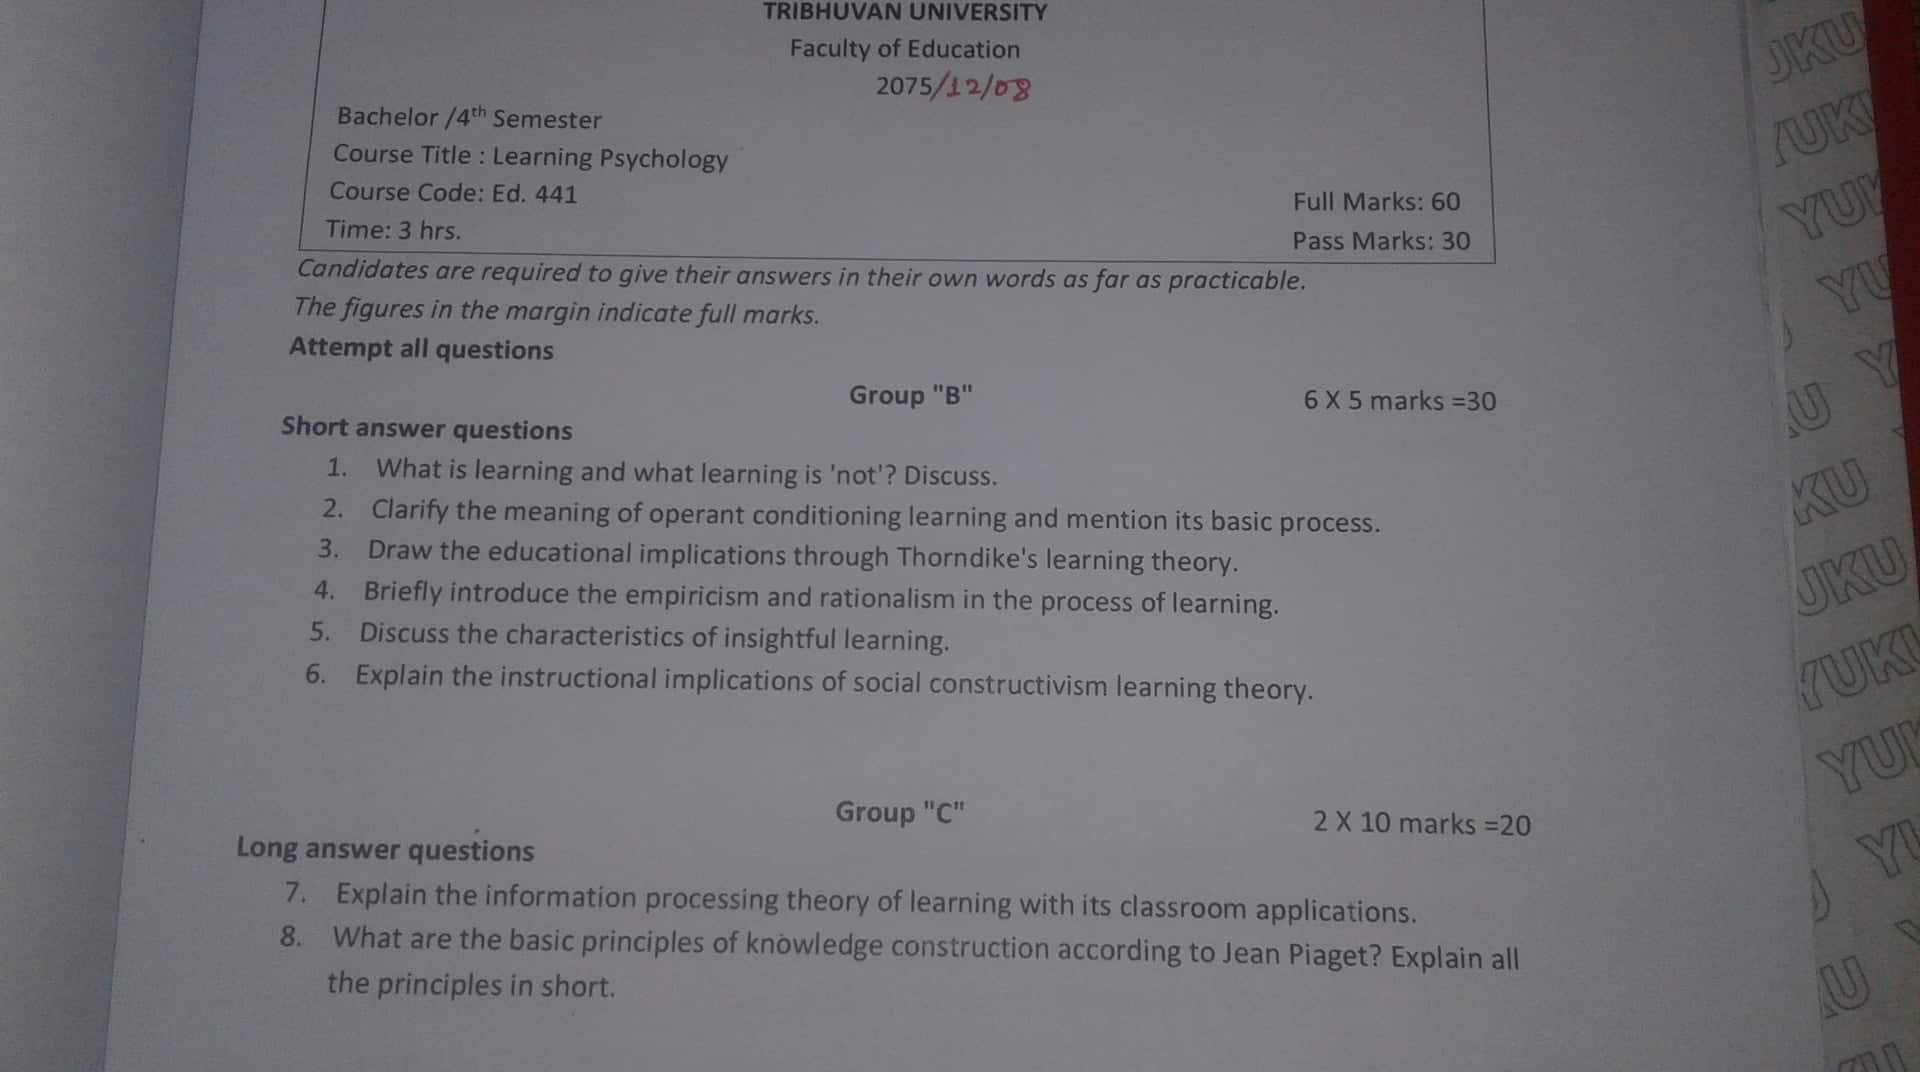 TRIBHUVAN UNIVERSITY
Faculty of Education
2075/12/08
Bachelor /4th Semester
Course Title : Learning Psychology
Course Code: Ed. 441
Full Marks: 60
Time: 3 hrs.
Pass Marks: 30
Candidates are required to give their answers in their own words as far as practicable.
The figures in the margin indicate full marks.
Attempt all questions
Group "B"
6 X 5 marks =30
Short answer questions
1. What is learning and what learning is 'not'? Discuss.
2. Clarify the meaning of operant conditioning learning and mention its basic process.
3. Draw the educational implications through Thorndike's learning theory.
4. Briefly introduce the empiricism and rationalism in the process of learning.
5. Discuss the characteristics of insightful learning.
6. Explain the instructional implications of social constructivism learning theory.
Group "C"
2 X 10 marks =20
Long answer questions
7. Explain the information processing theory of learning with its classroom applications.
8. What are the basic principles of knowledge construction according to Jean Piaget? Explain all
the principles in short.